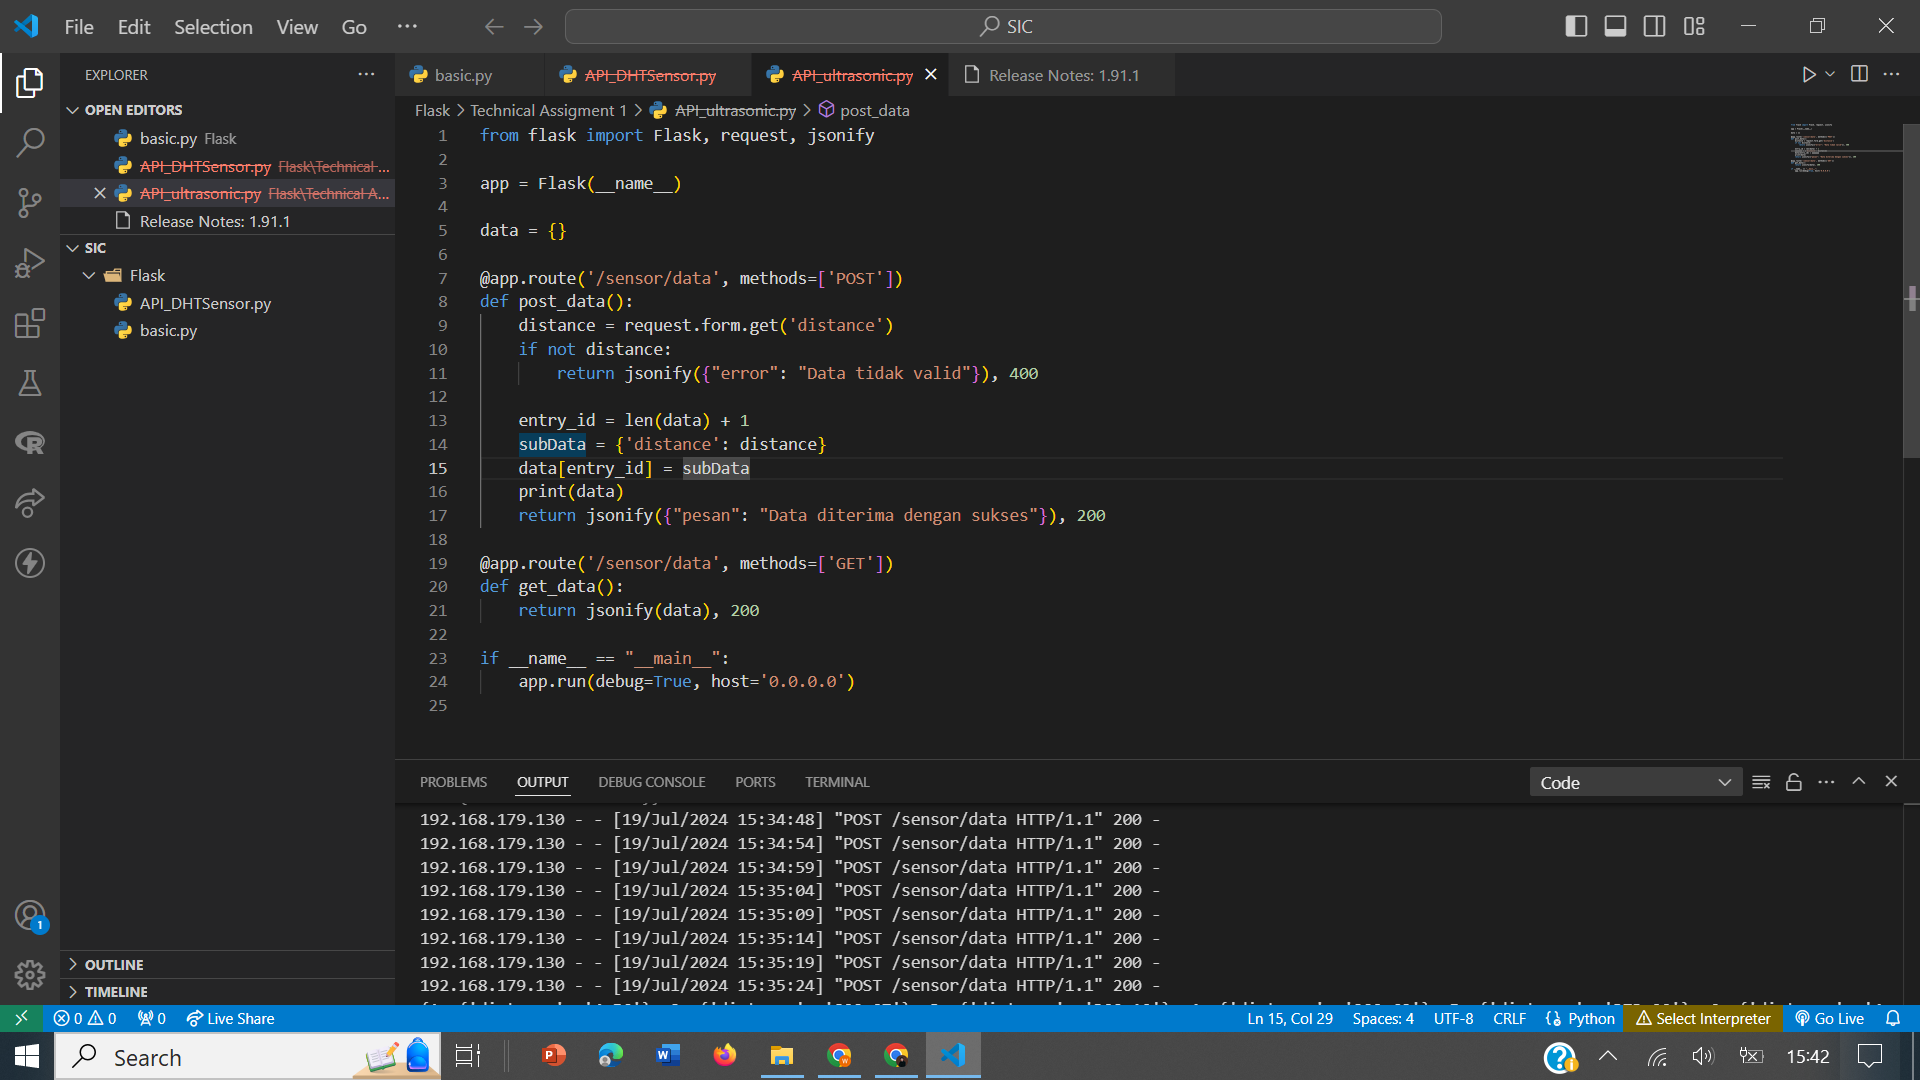 File Edit Selection View Go ···
SIC
EXPLORER ···
OPEN EDITORS
basic.py Flask
API_DHTSensor.py Flask\Technical...
API_ultrasonic.py Flask\Technical A...
Release Notes: 1.91.1
SIC
Flask
API_DHTSensor.py
basic.py
OUTLINE
TIMELINE
1
basic.py API_DHTSensor.py API_ultrasonic.py Release Notes: 1.91.1
Flask > Technical Assigment 1 > API_ultrasonic.py > post_data
1 from flask import Flask, request, jsonify
2
3 app = Flask(__name__)
4
5 data = {}
6
7 @app.route('/sensor/data', methods=['POST'])
8 def post_data():
9 distance = request.form.get('distance')
10 if not distance:
11 return jsonify({"error": "Data tidak valid"}), 400
12
13 entry_id = len(data) + 1
14 subData = {'distance': distance}
15 data[entry_id] = subData
16 print(data)
17 return jsonify({"pesan": "Data diterima dengan sukses"}), 200
18
19 @app.route('/sensor/data', methods=['GET'])
20 def get_data():
21 return jsonify(data), 200
22
23 if __name__ == "__main__":
24 app.run(debug=True, host='0.0.0.0')
25
PROBLEMS OUTPUT DEBUG CONSOLE PORTS TERMINAL
Code
192.168.179.130 - - [19/Jul/2024 15:34:48] "POST /sensor/data HTTP/1.1" 200 -
192.168.179.130 - - [19/Jul/2024 15:34:54] "POST /sensor/data HTTP/1.1" 200 -
192.168.179.130 - - [19/Jul/2024 15:34:59] "POST /sensor/data HTTP/1.1" 200 -
192.168.179.130 - - [19/Jul/2024 15:35:04] "POST /sensor/data HTTP/1.1" 200 -
192.168.179.130 - - [19/Jul/2024 15:35:09] "POST /sensor/data HTTP/1.1" 200 -
192.168.179.130 - - [19/Jul/2024 15:35:14] "POST /sensor/data HTTP/1.1" 200 -
192.168.179.130 - - [19/Jul/2024 15:35:19] "POST /sensor/data HTTP/1.1" 200 -
192.168.179.130 - - [19/Jul/2024 15:35:24] "POST /sensor/data HTTP/1.1" 200 -
0 0 0 Live Share Ln 15, Col 29 Spaces: 4 UTF-8 CRLF Python Select Interpreter Go Live
Search 15:42